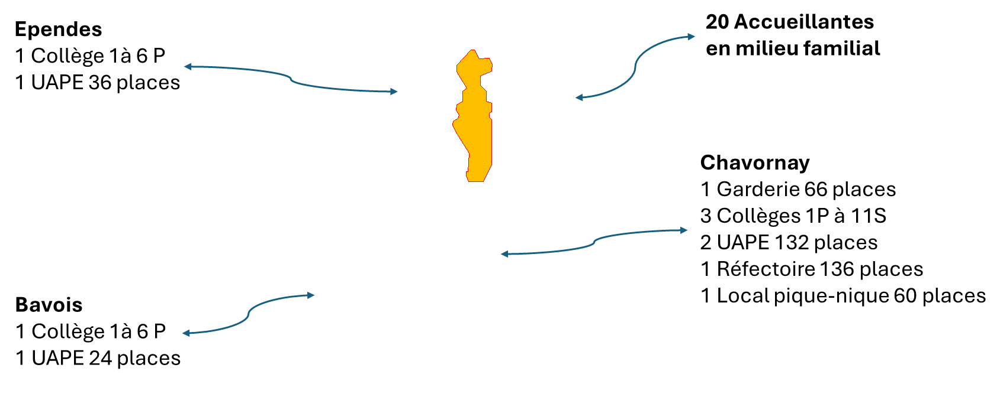 Ependes
1 Collège 1à 6 P
1 UAPE 36 places
20 Accueillantes
en milieu familial
Chavornay
1 Garderie 66 places
3 Collèges 1P à 11S
2 UAPE 132 places
1 Réfectoire 136 places
1 Local pique-nique 60 places
Bavois
1 Collège 1à 6 P
1 UAPE 24 places